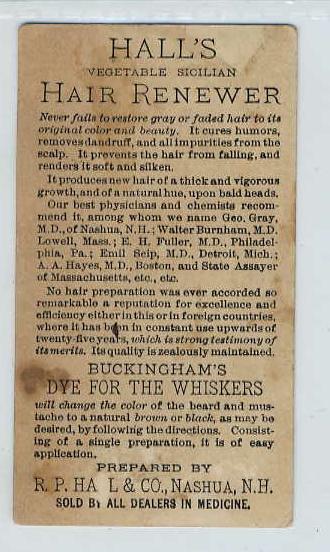 HALL'S
VEGETABLE SICILIAN
HAIR RENEWER
Never fails to restore gray or faded hair to its
original color and beauty. It cures humors,
removes dandruff, and all impurities from the
scalp. It prevents the hair from falling, and
renders it soft and silken.
It produces new hair of a thick and vigorous
growth, and of a natural hue, upon bald heads.
Our best physicians and chemists recom-
mend it, among whom we name Geo. Gray,
M.D., of Nashua, N.H.; Walter Burnham, M.D.
Lowell, Mass.; E. H. Fuller, M.D., Philadel-
phia, Pa.; Emil Seip, M.D., Detroit, Mich.;
A. A. Hayes, M.D., Boston, and State Assayer
of Massachusetts, etc., etc.
No hair preparation was ever accorded so
remarkable a reputation for excellence and
efficiency either in this or in foreign countries,
where it has been in constant use upwards of
twenty-five years, which is strong testimony of
its merits. Its quality is zealously maintained.
BUCKINGHAM'S
DYE FOR THE WHISKERS
will change the color of the beard and mus-
tache to a natural brown or black, as may be
desired, by following the directions. Consist-
ing of a single preparation, it is of easy
application.
PREPARED BY
R. P. HA L & CO., NASHUA, N.H.
SOLD BY ALL DEALERS IN MEDICINE.